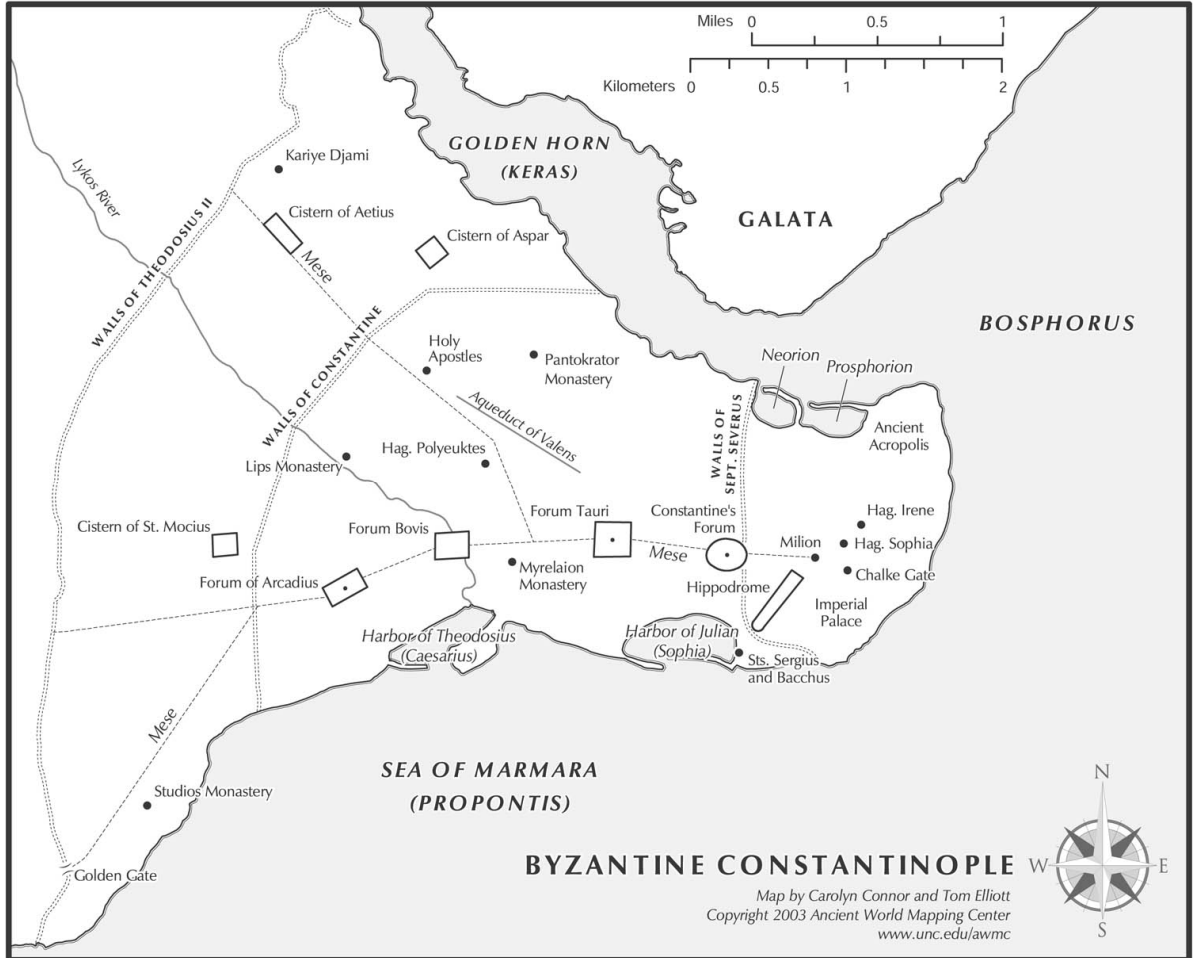 Miles 0 0.5 1
Kilometers 0 0.5 1 2
GOLDEN HORN
(KERAS)
Kariye Djami
Lykos River
Cistern of Aetius
GALATA
Cistern of Aspar
Mese
WALLS OF THEODOSIUS II
BOSPHORUS
WALLS OF CONSTANTINE
Holy
Apostles
Pantokrator
Monastery
Neorion
Prosphorion
Aqueduct of Valens
WALLS OF
SEPT. SEVERUS
Ancient
Acropolis
Hag. Polyeuktes
Lips Monastery
Forum Tauri
Constantine's
Forum
Hag. Irene
Cistern of St. Mocius
Forum Bovis
Mese
Milion
Hag. Sophia
Myrelaion
Monastery
Chalke Gate
Forum of Arcadius
Hippodrome
Imperial
Palace
Harbor of Theodosius
(Caesarius)
Harbor of Julian
(Sophia)
Sts. Sergius
and Bacchus
Mese
SEA OF MARMARA
(PROPONTIS)
Studios Monastery
Golden Gate
N
W
E
S
BYZANTINE CONSTANTINOPLE
Map by Carolyn Connor and Tom Elliott
Copyright 2003 Ancient World Mapping Center
www.unc.edu/awmc